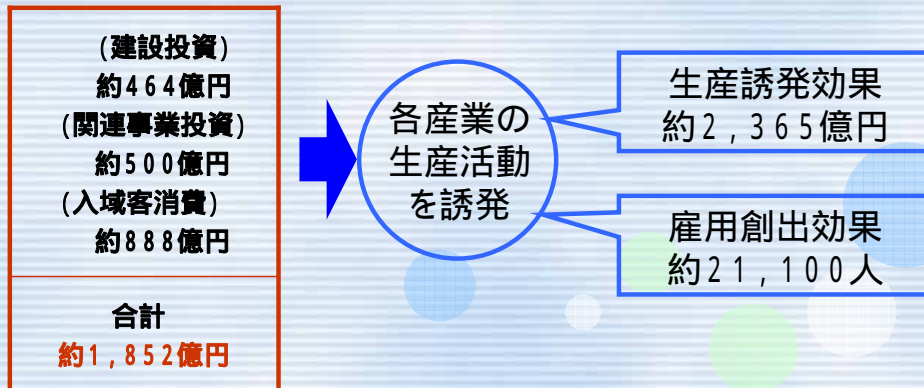 (建設投資)
約464億円
(関連事業投資)
約500億円
(入域客消費)
約888億円
合計
約1,852億円
各産業の
生産活動
を誘発
生産誘発効果
約2,365億円
雇用創出効果
約21,100人